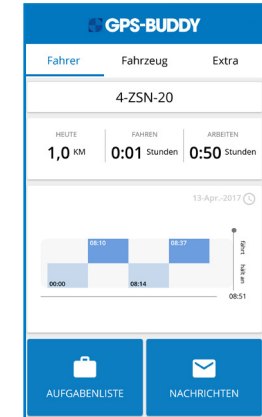 GPS-BUDDY
Fahrer Fahrzeug Extra
4-ZSN-20
HEUTE FAHREN ARBEITEN
1,0 KM 0:01 Stunden 0:50 Stunden
13-Apr.-2017
08:10 08:37
fährt
hält an
00:00 08:14
08:51
AUFGABENLISTE NACHRICHTEN